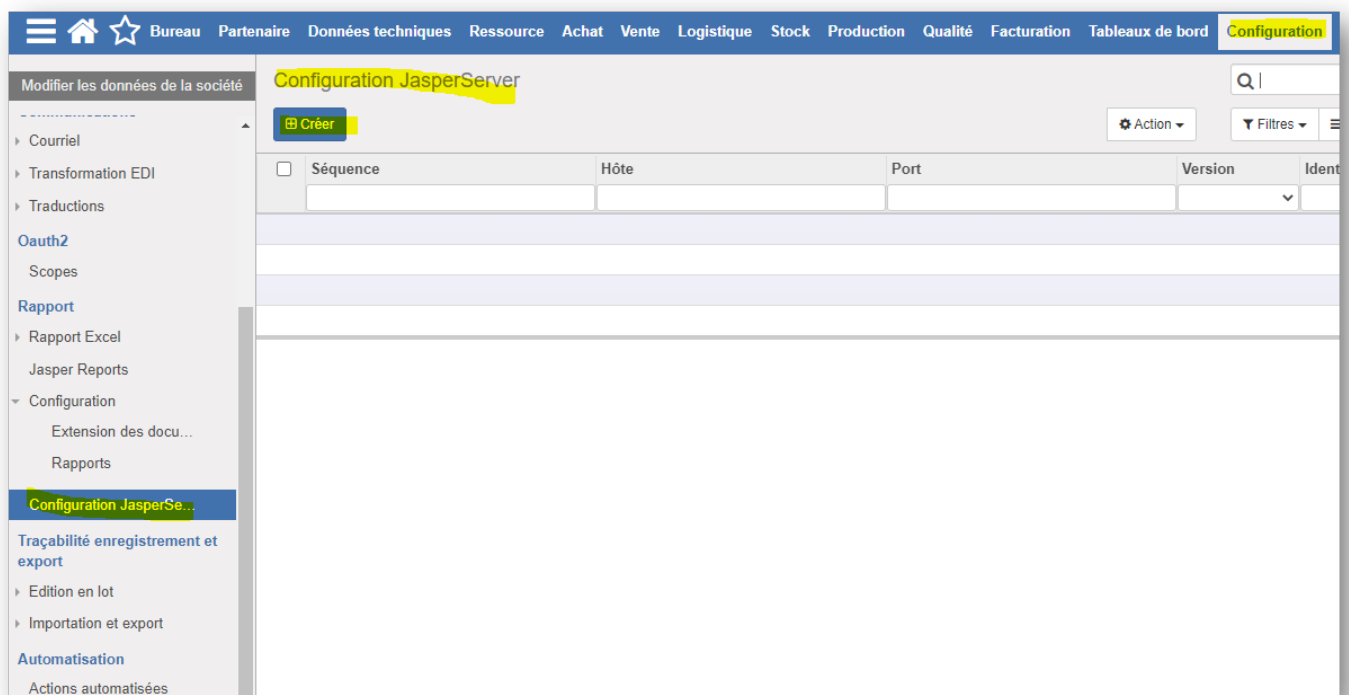 Bureau Partenaire Données techniques Ressource Achat Vente Logistique Stock Production Qualité Facturation Tableaux de bord Configuration
Modifier les données de la société
Courriel
Transformation EDI
Traductions
Oauth2
Scopes
Rapport
Rapport Excel
Jasper Reports
Configuration
Extension des docu...
Rapports
Configuration JasperSe...
Traçabilité enregistrement et
export
Edition en lot
Importation et export
Automatisation
Actions automatisées
Configuration JasperServer
Créer
Action
Filtres
Séquence Hôte Port Version Ident